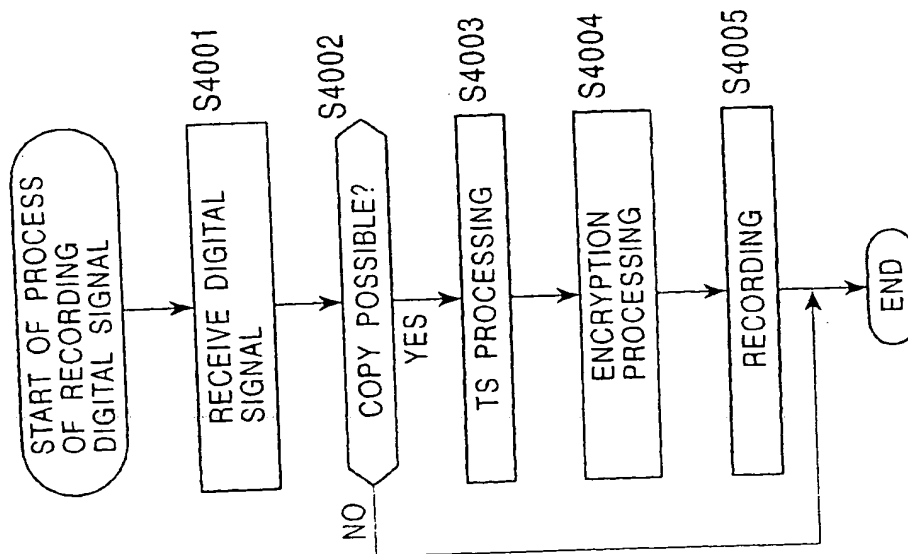 START OF PROCESS
OF RECORDING
DIGITAL SIGNAL
S4001
RECEIVE DIGITAL
SIGNAL
S4002
COPY POSSIBLE?
NO
YES
S4003
TS PROCESSING
S4004
ENCRYPTION
PROCESSING
S4005
RECORDING
END